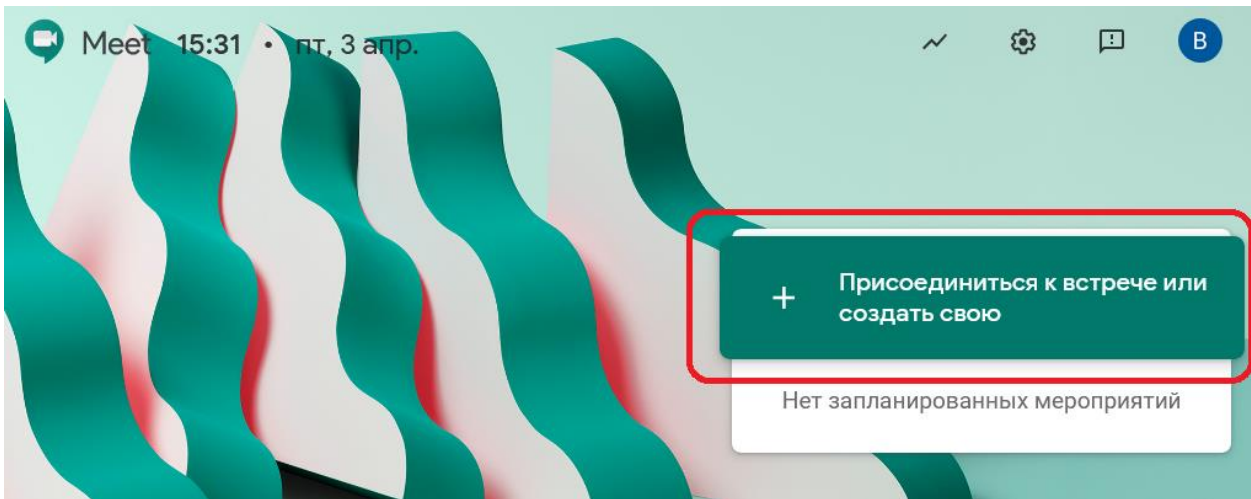 Meet 15:31 • пт, 3 апр.
В
+ Присоединиться к встрече или
создать свою
Нет запланированных мероприятий